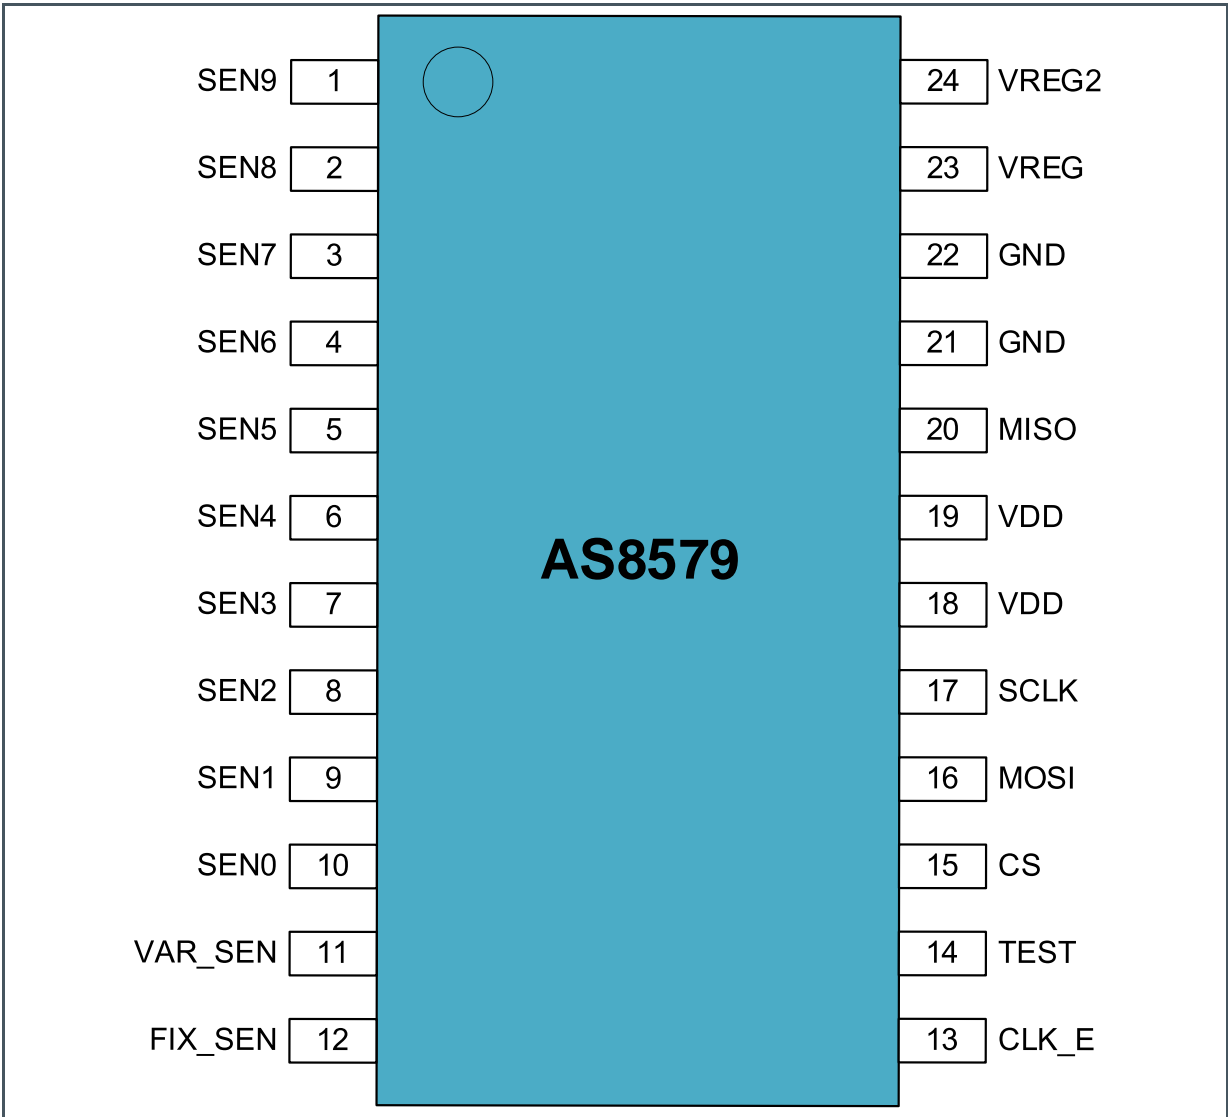 SEN9 1 24 VREG2
SEN8 2 23 VREG
SEN7 3 22 GND
SEN6 4 21 GND
SEN5 5 20 MISO
SEN4 6 19 VDD
AS8579
SEN3 7 18 VDD
SEN2 8 17 SCLK
SEN1 9 16 MOSI
SEN0 10 15 CS
VAR_SEN 11 14 TEST
FIX_SEN 12 13 CLK_E